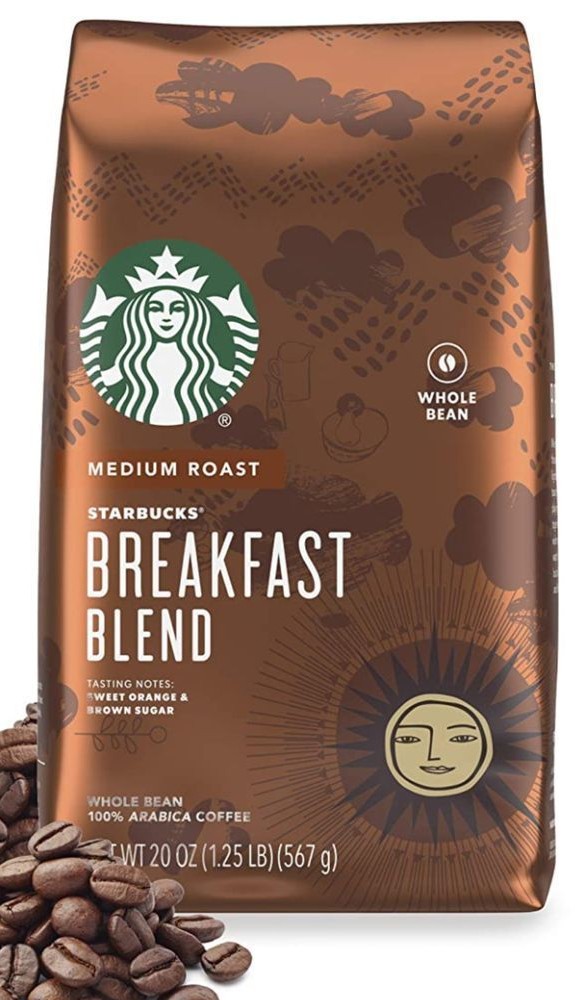 ®
WHOLE
BEAN
MEDIUM ROAST
STARBUCKS®
BREAKFAST
BLEND
TASTING NOTES:
SWEET ORANGE &
BROWN SUGAR
WHOLE BEAN
100% ARABICA COFFEE
WT 20 OZ (1.25 LB) (567 g)